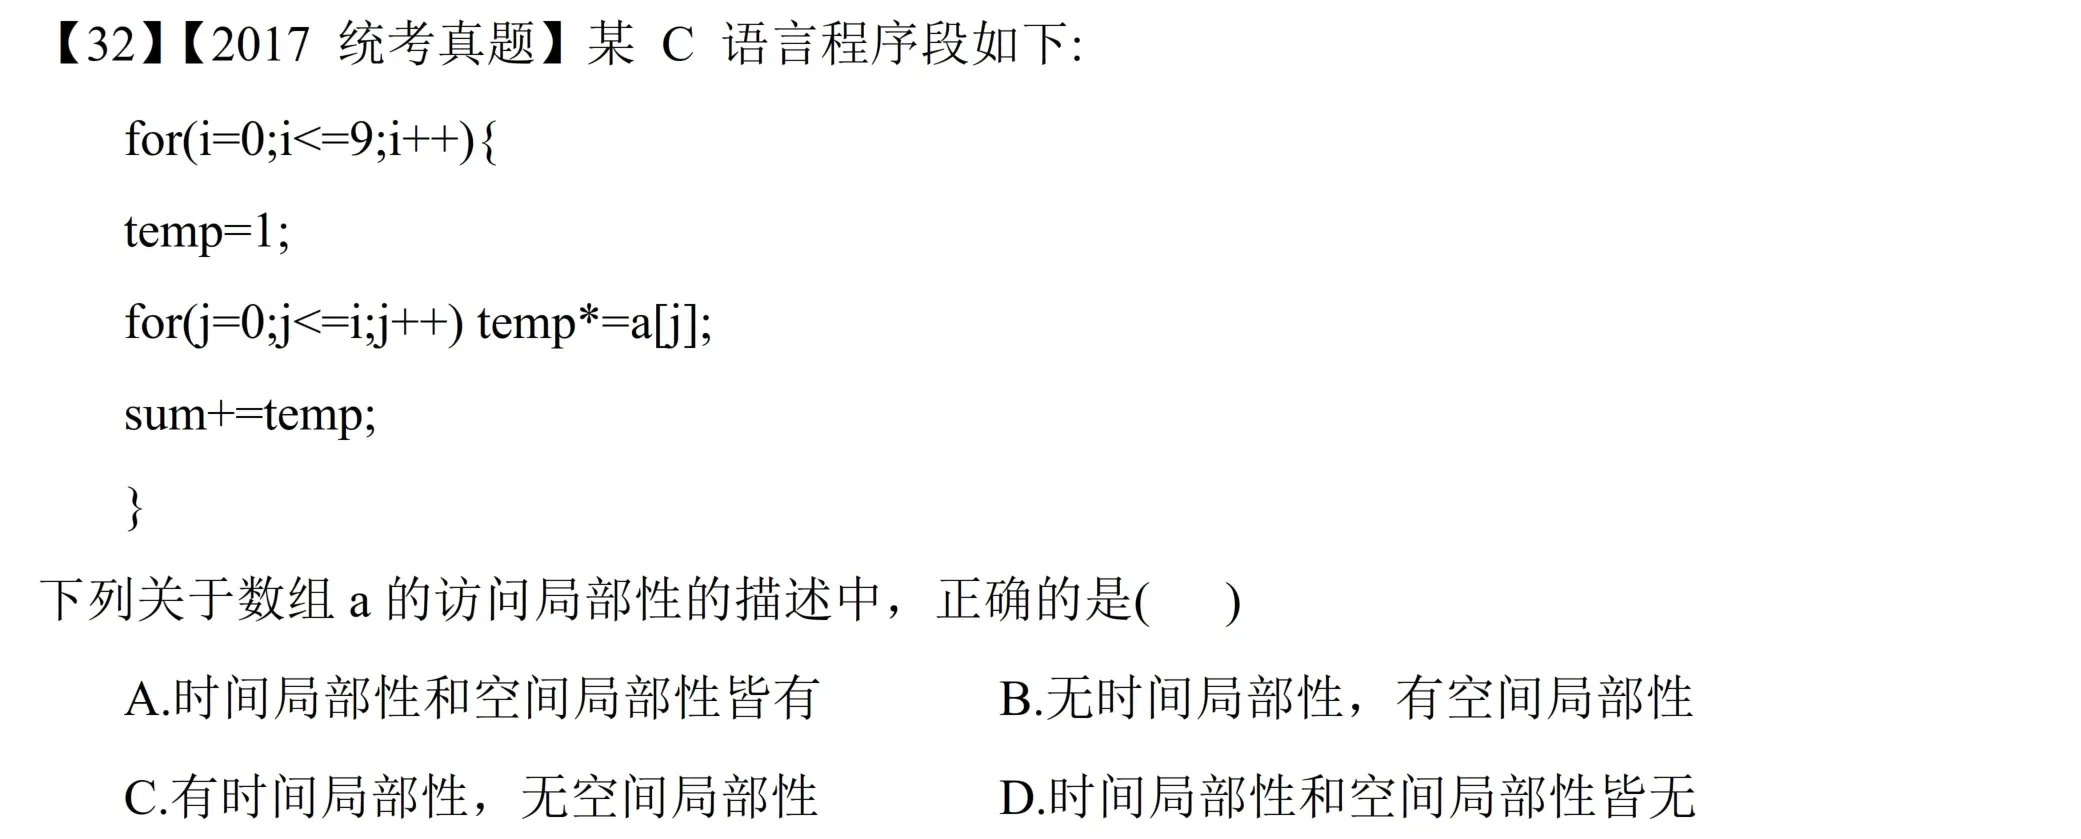 【32】【2017 统考真题】某 C 语言程序段如下:
for(i=0;i<=9;i++){
temp=1;
for(j=0;j<=i;j++) temp*=a[j];
sum+=temp;
}
下列关于数组 a 的访问局部性的描述中，正确的是( )
A.时间局部性和空间局部性皆有 B.无时间局部性，有空间局部性
C.有时间局部性，无空间局部性 D.时间局部性和空间局部性皆无